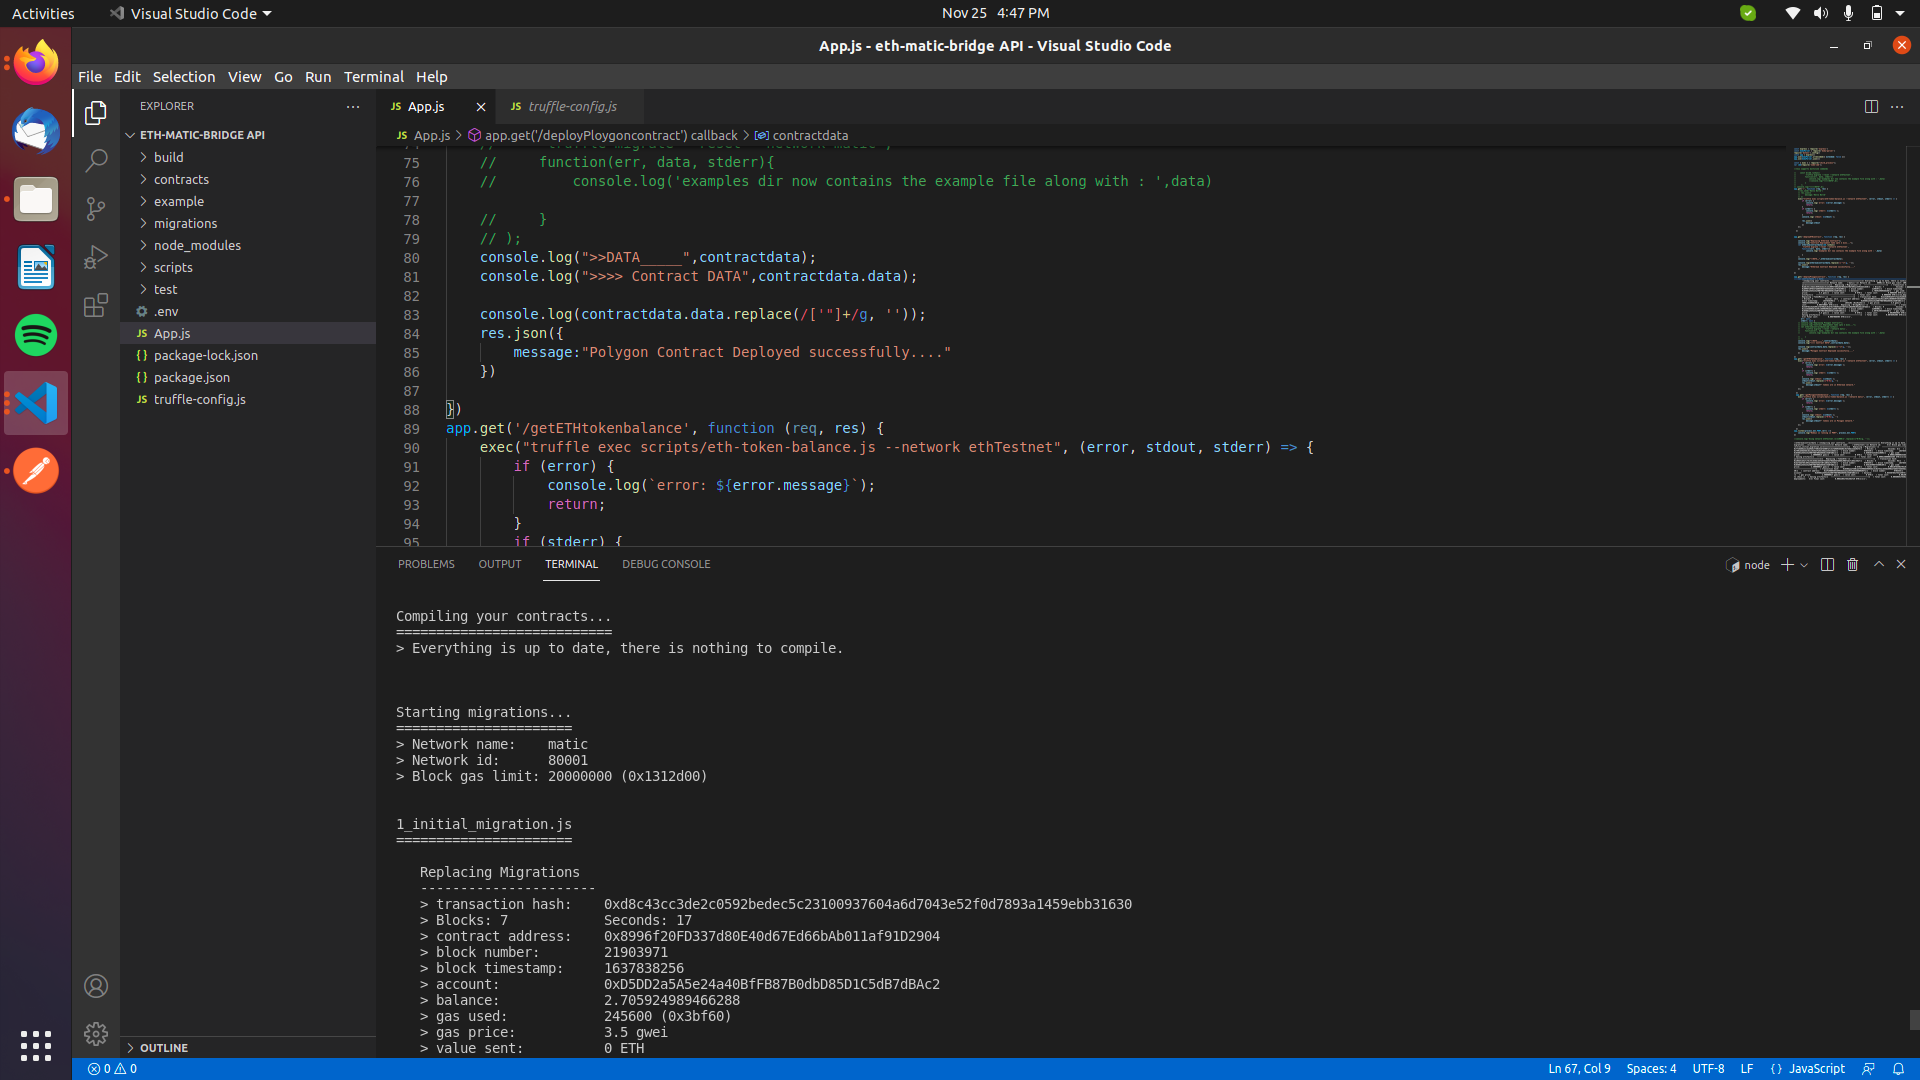 Activities
Visual Studio Code
Nov 25 4:47 PM
App.js - eth-matic-bridge API - Visual Studio Code
File Edit Selection View Go Run Terminal Help
EXPLORER
ETH-MATIC-BRIDGE API
build
contracts
example
migrations
node_modules
scripts
test
.env
JS App.js
{} package-lock.json
{} package.json
JS truffle-config.js
OUTLINE
JS App.js
JS truffle-config.js
JS App.js > app.get('/deployPloygoncontract') callback > contractdata
75 //     function(err, data, stderr){
76 //         console.log('examples dir now contains the example file along with : ',data)
77
78 //     }
79 // );
80 console.log(">>DATA_____",contractdata);
81 console.log(">>>> Contract DATA",contractdata.data);
82
83 console.log(contractdata.data.replace(/['"]+/g, ''));
84 res.json({
85     message:"Polygon Contract Deployed successfully...."
86 })
87
88 })
89 app.get('/getETHtokenbalance', function (req, res) {
90 exec("truffle exec scripts/eth-token-balance.js --network ethTestnet", (error, stdout, stderr) => {
91 if (error) {
92 console.log(`error: ${error.message}`);
93 return;
94 }
95 if (stderr) {
PROBLEMS OUTPUT TERMINAL DEBUG CONSOLE
node
Compiling your contracts...
===========================
> Everything is up to date, there is nothing to compile.
Starting migrations...
======================
> Network name:    matic
> Network id:      80001
> Block gas limit: 20000000 (0x1312d00)
1_initial_migration.js
======================
Replacing Migrations
----------------------
> transaction hash:    0xd8c43cc3de2c0592bedec5c23100937604a6d7043e52f0d7893a1459ebb31630
> Blocks: 7            Seconds: 17
> contract address:    0x8996f20FD337d80E40d67Ed66bAb011af91D2904
> block number:        21903971
> block timestamp:     1637838256
> account:             0xD5DD2a5A5e24a40BfFB87B0dbD85D1C5dB7dBAc2
> balance:             2.705924989466288
> gas used:            245600 (0x3bf60)
> gas price:           3.5 gwei
> value sent:          0 ETH
0 0
Ln 67, Col 9 Spaces: 4 UTF-8 LF {} JavaScript